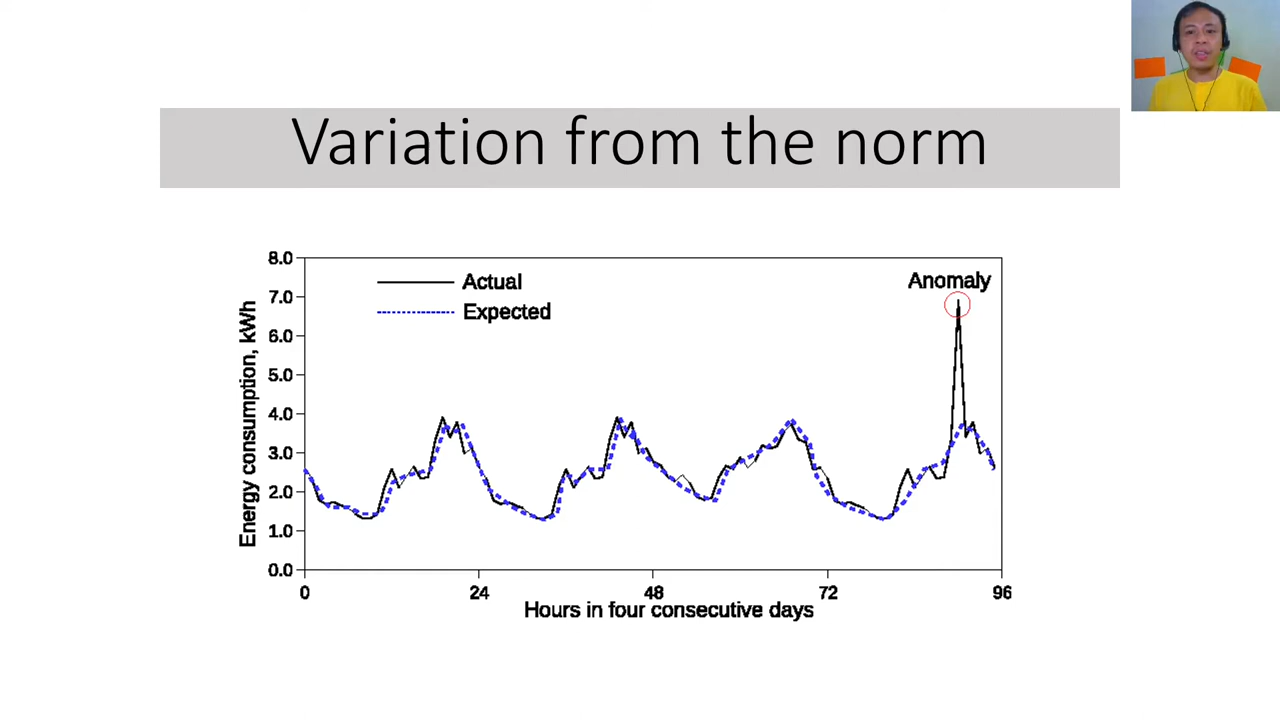 Variation from the norm
8.0
7.0
6.0
5.0
4.0
3.0
2.0
1.0
0.0
Energy consumption, kWh
Actual
Expected
Anomaly
0 24 48 72 96
Hours in four consecutive days